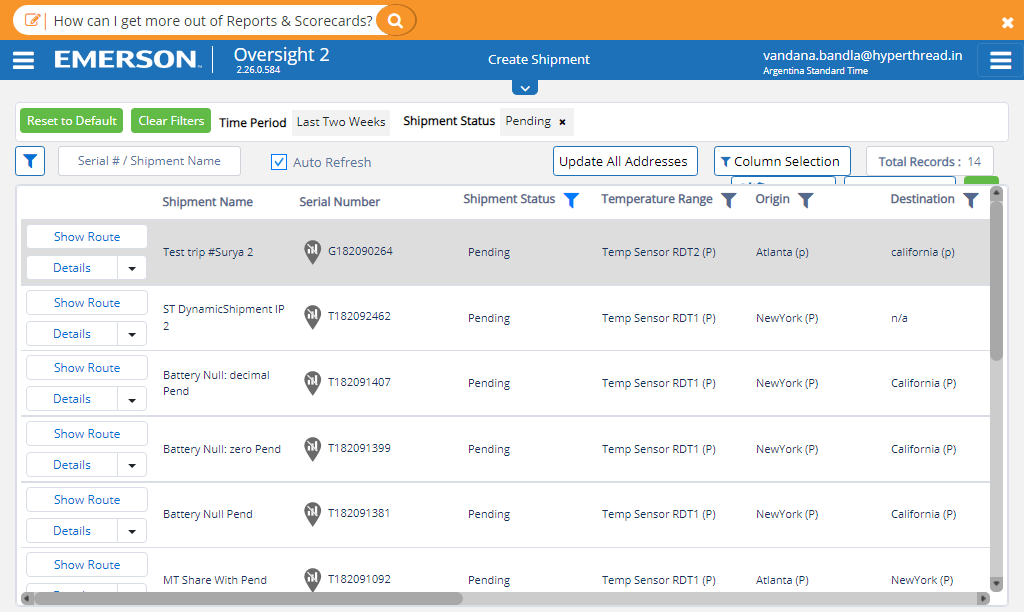 How can I get more out of Reports & Scorecards?
EMERSON
Oversight 2
2.26.0.584
Create Shipment
vandana.bandla@hyperthread.in
Argentina Standard Time
Reset to Default
Clear Filters
Time Period
Last Two Weeks
Shipment Status
Pending ×
Serial # / Shipment Name
Auto Refresh
Update All Addresses
Column Selection
Total Records : 14
Shipment Name Serial Number Shipment Status Temperature Range Origin Destination
Show Route
Details
Test trip #Surya 2 G182090264 Pending Temp Sensor RDT2 (P) Atlanta (p) california (p)
Show Route
Details
ST DynamicShipment IP
2
T182092462 Pending Temp Sensor RDT1 (P) NewYork (P) n/a
Show Route
Details
Battery Null: decimal
Pend
T182091407 Pending Temp Sensor RDT1 (P) NewYork (P) California (P)
Show Route
Details
Battery Null: zero Pend T182091399 Pending Temp Sensor RDT1 (P) NewYork (P) California (P)
Show Route
Details
Battery Null Pend T182091381 Pending Temp Sensor RDT1 (P) NewYork (P) California (P)
Show Route
MT Share With Pend T182091092 Pending Temp Sensor RDT1 (P) Atlanta (P) NewYork (P)